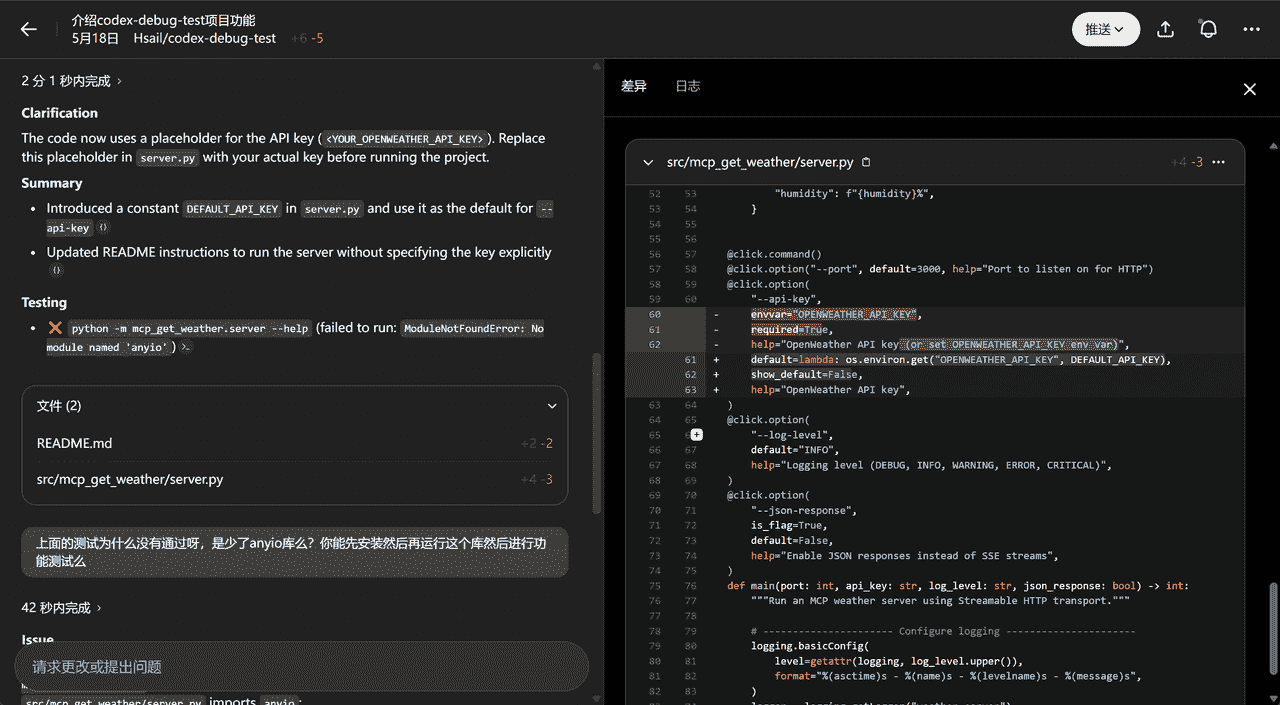 介绍codex-debug-test项目功能
5月18日 Hsail/codex-debug-test +6 -5
推送
2 分 1 秒内完成
Clarification
The code now uses a placeholder for the API key (<YOUR_OPENWEATHER_API_KEY>). Replace
this placeholder in server.py with your actual key before running the project.
Summary
• Introduced a constant DEFAULT_API_KEY in server.py and use it as the default for --
api-key {}
• Updated README instructions to run the server without specifying the key explicitly
{}
Testing
• ❌ python -m mcp_get_weather.server --help (failed to run: ModuleNotFoundError: No
module named 'anyio')
文件 (2)
README.md +2 -2
src/mcp_get_weather/server.py +4 -3
上面的测试为什么没有通过呀，是少了anyio库么？你能先安装然后再运行这个库然后进行功
能测试么
42 秒内完成
Issue
请求更改或提出问题
src/mcp_get_weather/server.py imports anyio:
差异 日志
src/mcp_get_weather/server.py +4 -3
52 53 "humidity": f"{humidity}%",
53 54 }
54 55
55 56
56 57 @click.command()
57 58 @click.option("--port", default=3000, help="Port to listen on for HTTP")
58 59 @click.option(
59 60 "--api-key",
60 - envvar="OPENWEATHER_API_KEY",
61 - required=True,
62 - help="OpenWeather API key (or set OPENWEATHER_API_KEY env var)",
61 + default=lambda: os.environ.get("OPENWEATHER_API_KEY", DEFAULT_API_KEY),
62 + show_default=False,
63 + help="OpenWeather API key",
63 64 )
64 65 @click.option(
65 6 + "--log-level",
66 67 default="INFO",
67 68 help="Logging level (DEBUG, INFO, WARNING, ERROR, CRITICAL)",
68 69 )
69 70 @click.option(
70 71 "--json-response",
71 72 is_flag=True,
72 73 default=False,
73 74 help="Enable JSON responses instead of SSE streams",
74 75 )
75 76 def main(port: int, api_key: str, log_level: str, json_response: bool) -> int:
76 77 """Run an MCP weather server using Streamable HTTP transport."""
77 78
78 79 # ---------------------- Configure logging ----------------------
79 80 logging.basicConfig(
80 81 level=getattr(logging, log_level.upper()),
81 82 format="%(asctime)s - %(name)s - %(levelname)s - %(message)s",
82 83 )